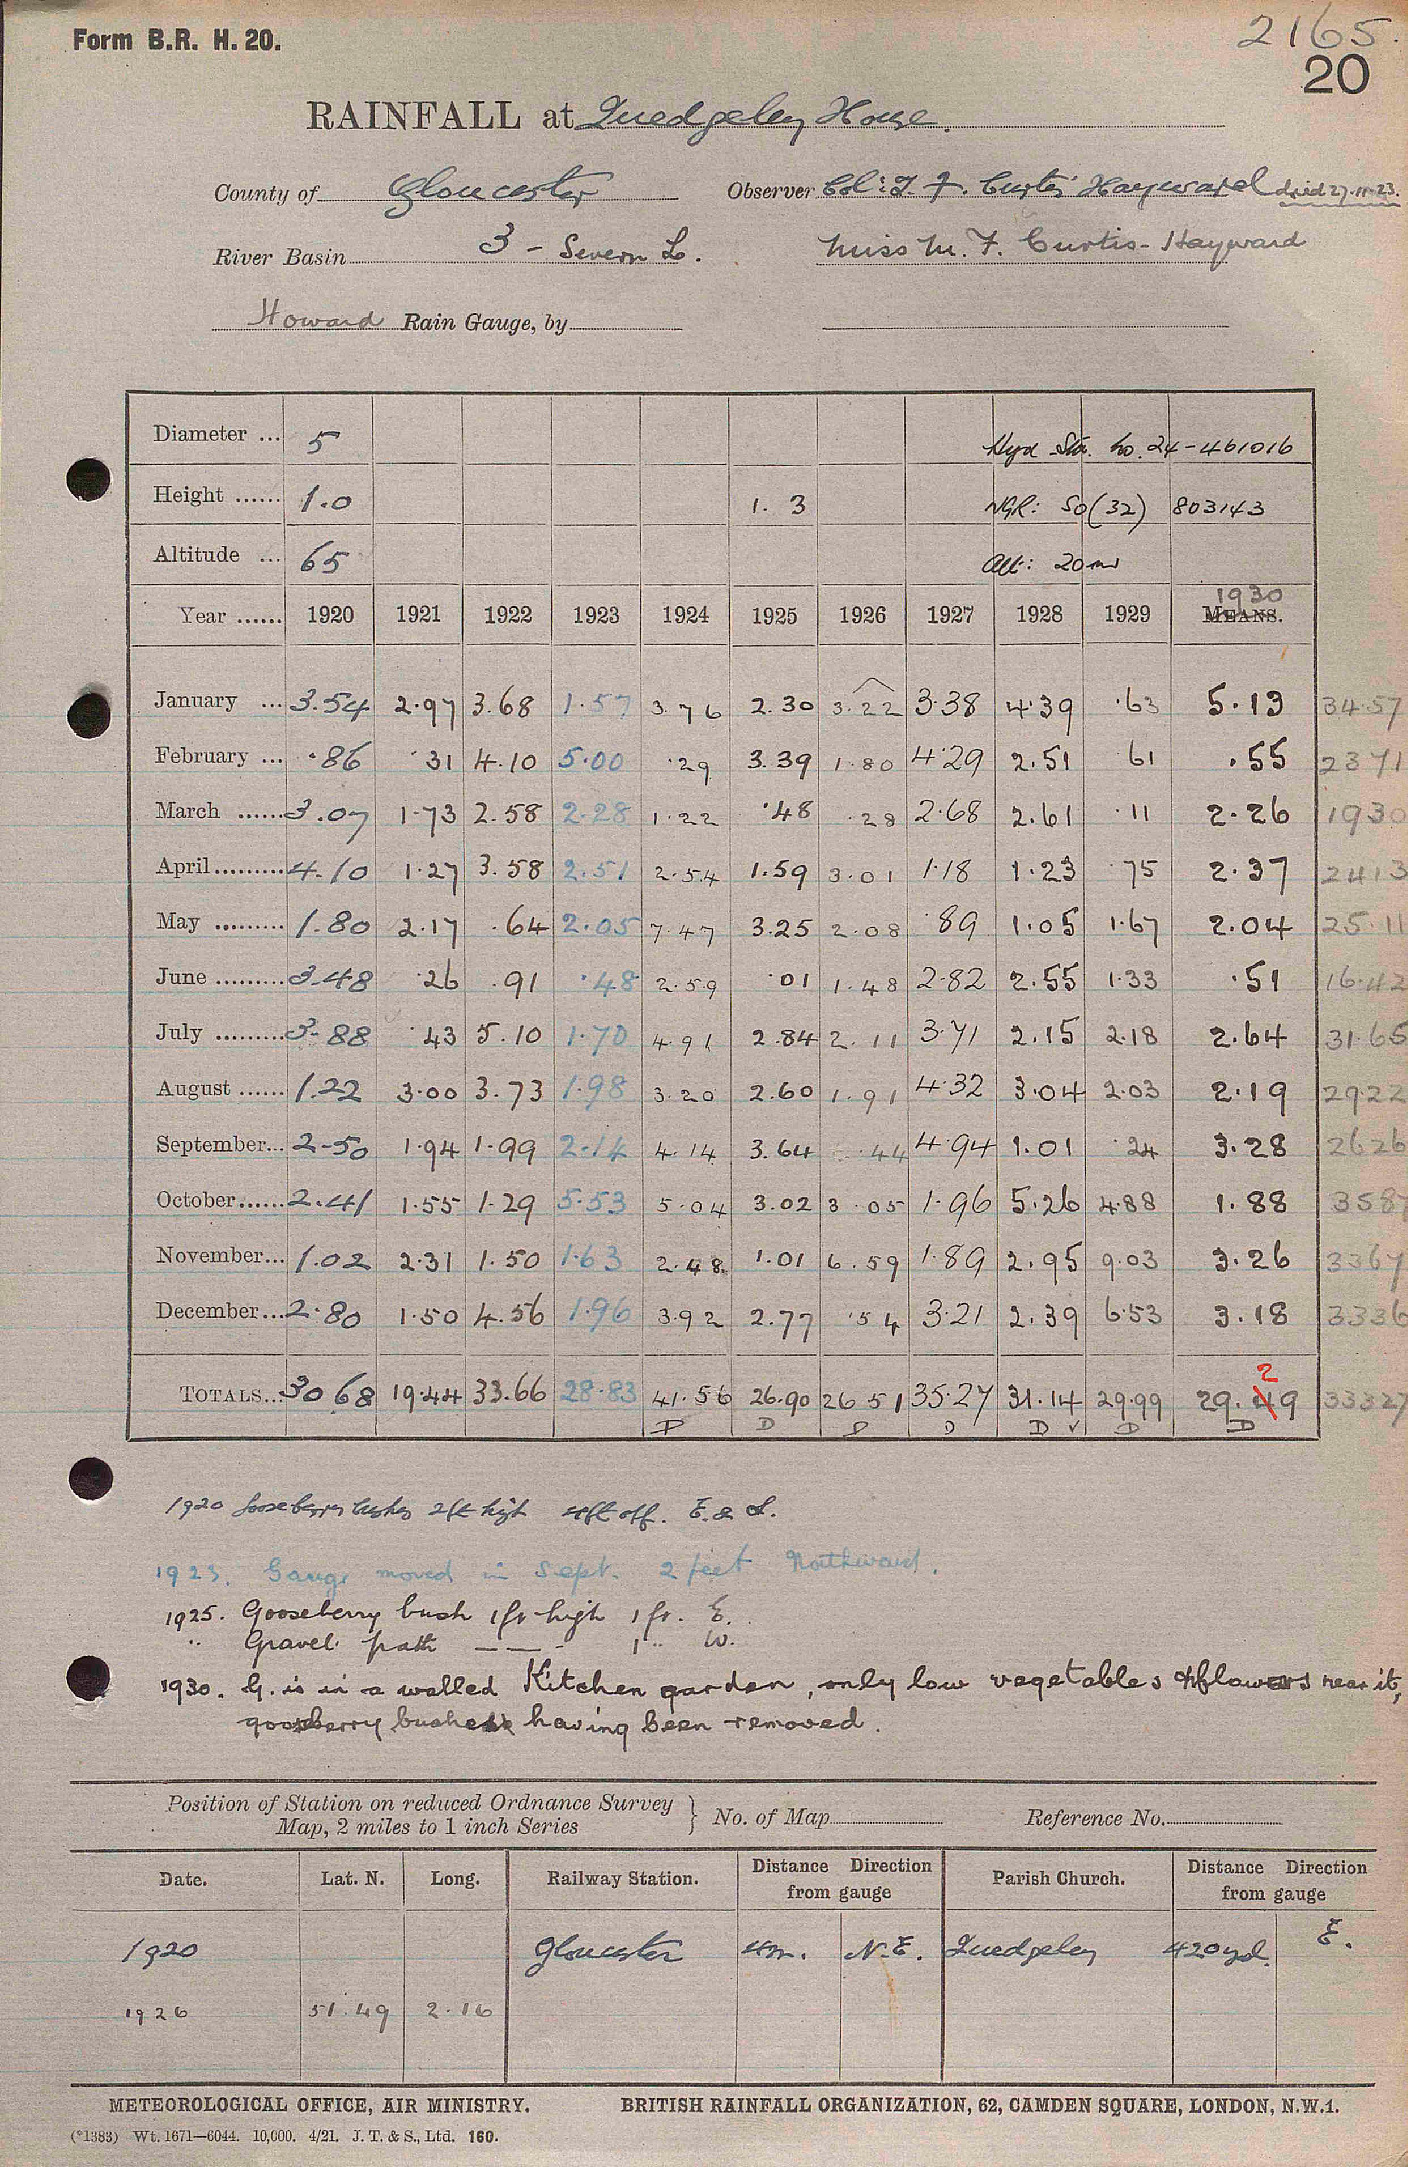 Form B.R. H. 20.
2165.
20
RAINFALL at Quedgeley House.
County of Gloucester Observer Col: J. F. Curtis Hayward died 27.11.23.
River Basin 3 - Severn L. Miss M. F. Curtis-Hayward
Howard Rain Gauge, by
Diameter ... 5 Hyd Sta. No. 24-461016
Height ...... 1.0 1.3 NGR: SO(32) 803143
Altitude ... 65 Alt: 20m
1930
Year ...... 1920 1921 1922 1923 1924 1925 1926 1927 1928 1929 MEANS.
January ... 3.54 2.97 3.68 1.57 3.76 2.30 3.22 3.38 4.39 .63 5.13 34.57
February ... .86 .31 4.10 5.00 .29 3.39 1.80 4.29 2.51 61 .55 2371
March ...... 3.07 1.73 2.58 2.28 1.22 .48 .28 2.68 2.61 .11 2.26 1930
April ......... 4.10 1.27 3.58 2.51 2.54 1.59 3.01 1.18 1.23 .75 2.37 2413
May ......... 1.80 2.17 .64 2.05 7.47 3.25 2.08 .89 1.05 1.67 2.04 25.11
June ......... 3.48 .26 .91 .48 2.59 .01 1.48 2.82 2.55 1.33 .51 16.42
July ......... 3.88 .43 5.10 1.70 4.91 2.84 2.11 3.71 2.15 2.18 2.64 31.65
August ...... 1.22 3.00 3.73 1.98 3.20 2.60 1.91 4.32 3.04 2.03 2.19 2922
September... 2.50 1.94 1.99 2.14 4.14 3.64 .44 4.94 1.01 .24 3.28 2626
October...... 2.41 1.55 1.29 5.53 5.04 3.02 3.05 1.96 5.26 4.88 1.88 3587
November... 1.02 2.31 1.50 1.63 2.48 1.01 6.59 1.89 2.95 9.03 3.26 3367
December... 2.80 1.50 4.56 1.96 3.92 2.77 .54 3.21 2.39 6.53 3.18 3336
2
TOTALS... 30 68 19.44 33.66 28.83 41.56 26.90 26 51 35.27 31.14 29.99 29.49 33327
D D D D D ✓ D D
1920 Gooseberry bushes 2ft high 4ft off. E. & S.
1923. Gauge moved in Sept. 2 feet Northward.
1925. Gooseberry bush 1ft high 1 ft. E.
" Gravel path — — - 1 " W.
1930. G. is in a walled Kitchen garden, only low vegetables & flowers near it,
gooseberry bushes having been removed.
Position of Station on reduced Ordnance Survey
Map, 2 miles to 1 inch Series } No. of Map Reference No.
Date. Lat. N. Long. Railway Station. Distance Direction from gauge Parish Church. Distance Direction from gauge
1920 Gloucester 4m. N.E. Quedgeley 420yd. E.
1926 51.49 2.16
METEOROLOGICAL OFFICE, AIR MINISTRY. BRITISH RAINFALL ORGANIZATION, 62, CAMDEN SQUARE, LONDON, N.W.1.
(*1383) Wt. 1671—6044. 10,000. 4/21. J. T. & S., Ltd. 160.